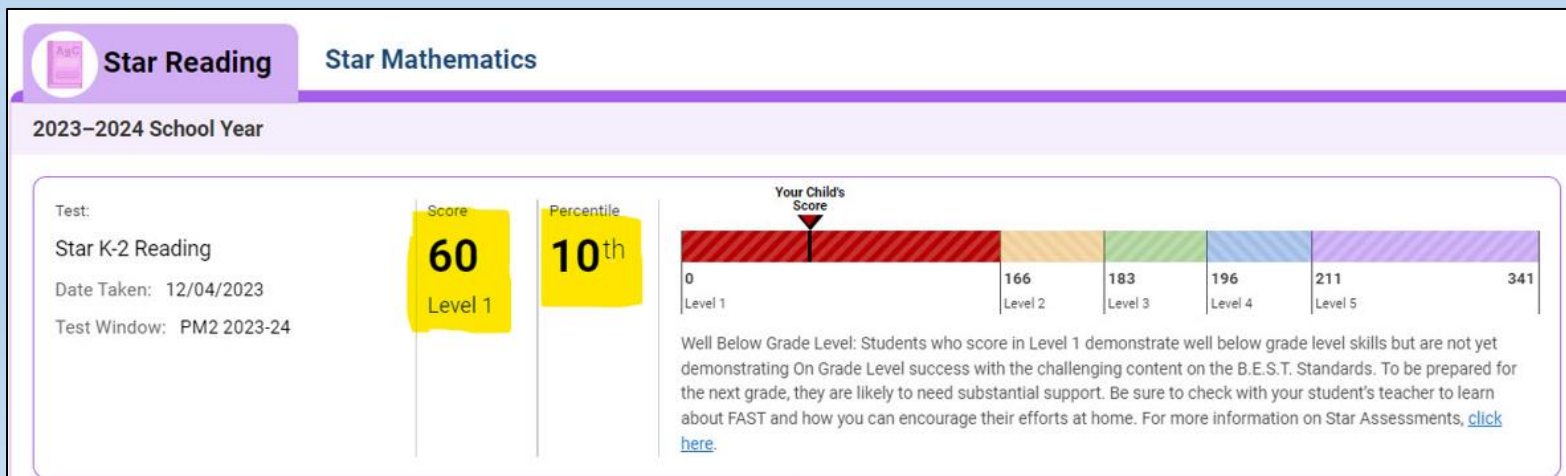 ABC
Star Reading
Star Mathematics
2023–2024 School Year
Test:
Star K-2 Reading
Date Taken: 12/04/2023
Test Window: PM2 2023-24
Score
60
Level 1
Percentile
10th
Your Child's
Score
0
Level 1
166
Level 2
183
Level 3
196
Level 4
211
Level 5
341
Well Below Grade Level: Students who score in Level 1 demonstrate well below grade level skills but are not yet
demonstrating On Grade Level success with the challenging content on the B.E.S.T. Standards. To be prepared for
the next grade, they are likely to need substantial support. Be sure to check with your student's teacher to learn
about FAST and how you can encourage their efforts at home. For more information on Star Assessments, click
here.